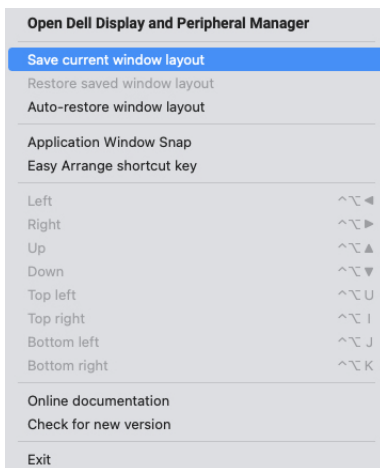 Open Dell Display and Peripheral Manager
Save current window layout
Restore saved window layout
Auto-restore window layout
Application Window Snap
Easy Arrange shortcut key
Left ⌃⌥◀
Right ⌃⌥▶
Up ⌃⌥▲
Down ⌃⌥▼
Top left ⌃⌥U
Top right ⌃⌥I
Bottom left ⌃⌥J
Bottom right ⌃⌥K
Online documentation
Check for new version
Exit